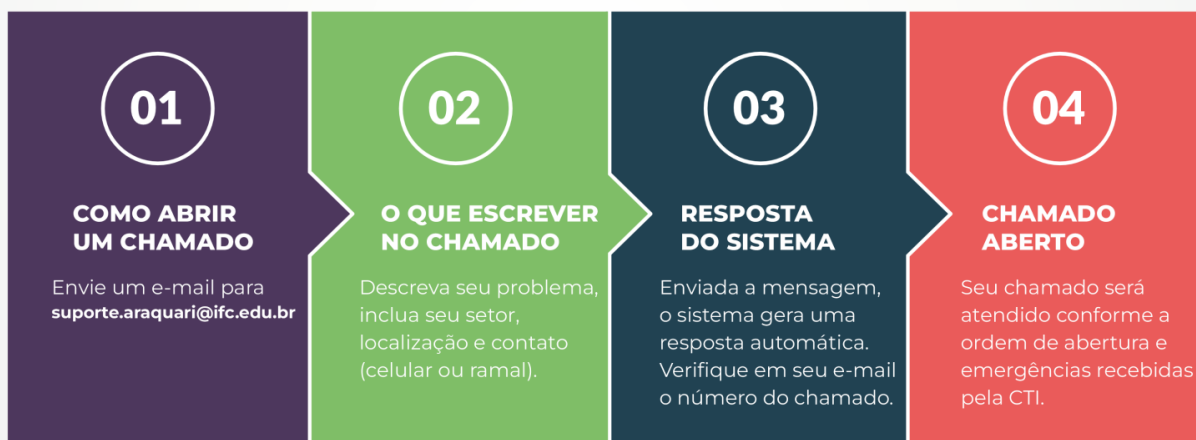 01
COMO ABRIR
UM CHAMADO
Envie um e-mail para
suporte.araquari@ifc.edu.br
02
O QUE ESCREVER
NO CHAMADO
Descreva seu problema,
inclua seu setor,
localização e contato
(celular ou ramal).
03
RESPOSTA
DO SISTEMA
Enviada a mensagem,
o sistema gera uma
resposta automática.
Verifique em seu e-mail
o número do chamado.
04
CHAMADO
ABERTO
Seu chamado será
atendido conforme a
ordem de abertura e
emergências recebidas
pela CTI.